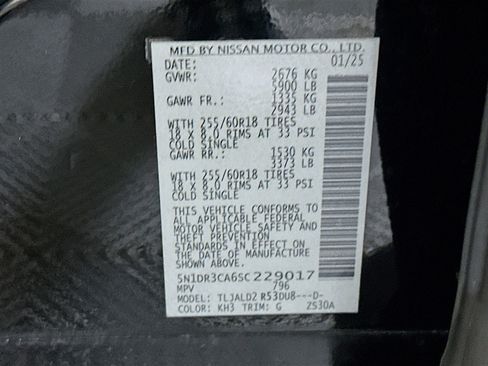 MFD BY NISSAN MOTOR CO., LTD.
DATE: 01/25
GVWR: 2676 KG
5900 LB
GAWR FR.: 1335 KG
2943 LB
WITH 255/60R18 TIRES
18 X 8.0 RIMS AT 33 PSI
COLD SINGLE
GAWR RR.: 1530 KG
3373 LB
WITH 255/60R18 TIRES
18 X 8.0 RIMS AT 33 PSI
COLD SINGLE
THIS VEHICLE CONFORMS TO
ALL APPLICABLE FEDERAL
MOTOR VEHICLE SAFETY AND
THEFT PREVENTION
STANDARDS IN EFFECT ON
THE DATE OF MANUFACTURE
SHOWN ABOVE.
5N1DR3CA6SC229017
MPV 796
MODEL: TLJALD2 R53DU8---D-
COLOR: KH3 TRIM: G ZS30A